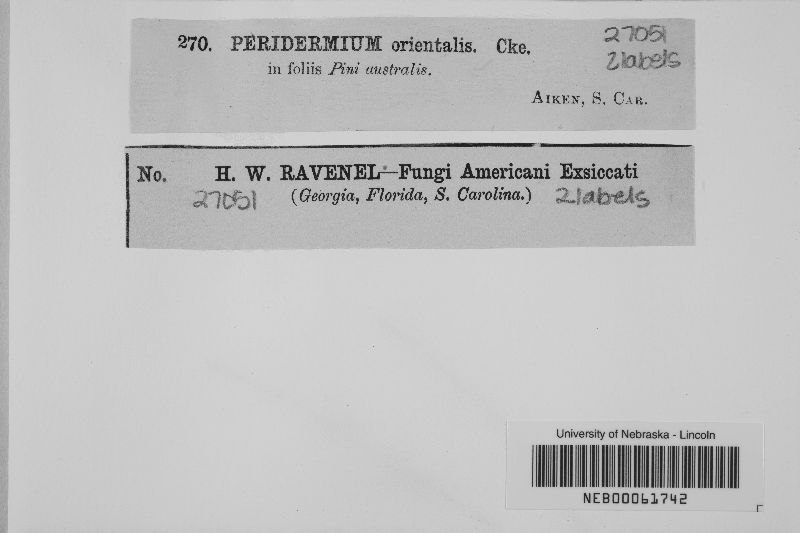 270. PERIDERMIUM orientalis. Cke.
27051
2labels
in foliis Pini australis.
AIKEN, S. CAR.
No. H. W. RAVENEL—Fungi Americani Exsiccati
27051 (Georgia, Florida, S. Carolina.) 2labels
University of Nebraska - Lincoln
NEB00061742